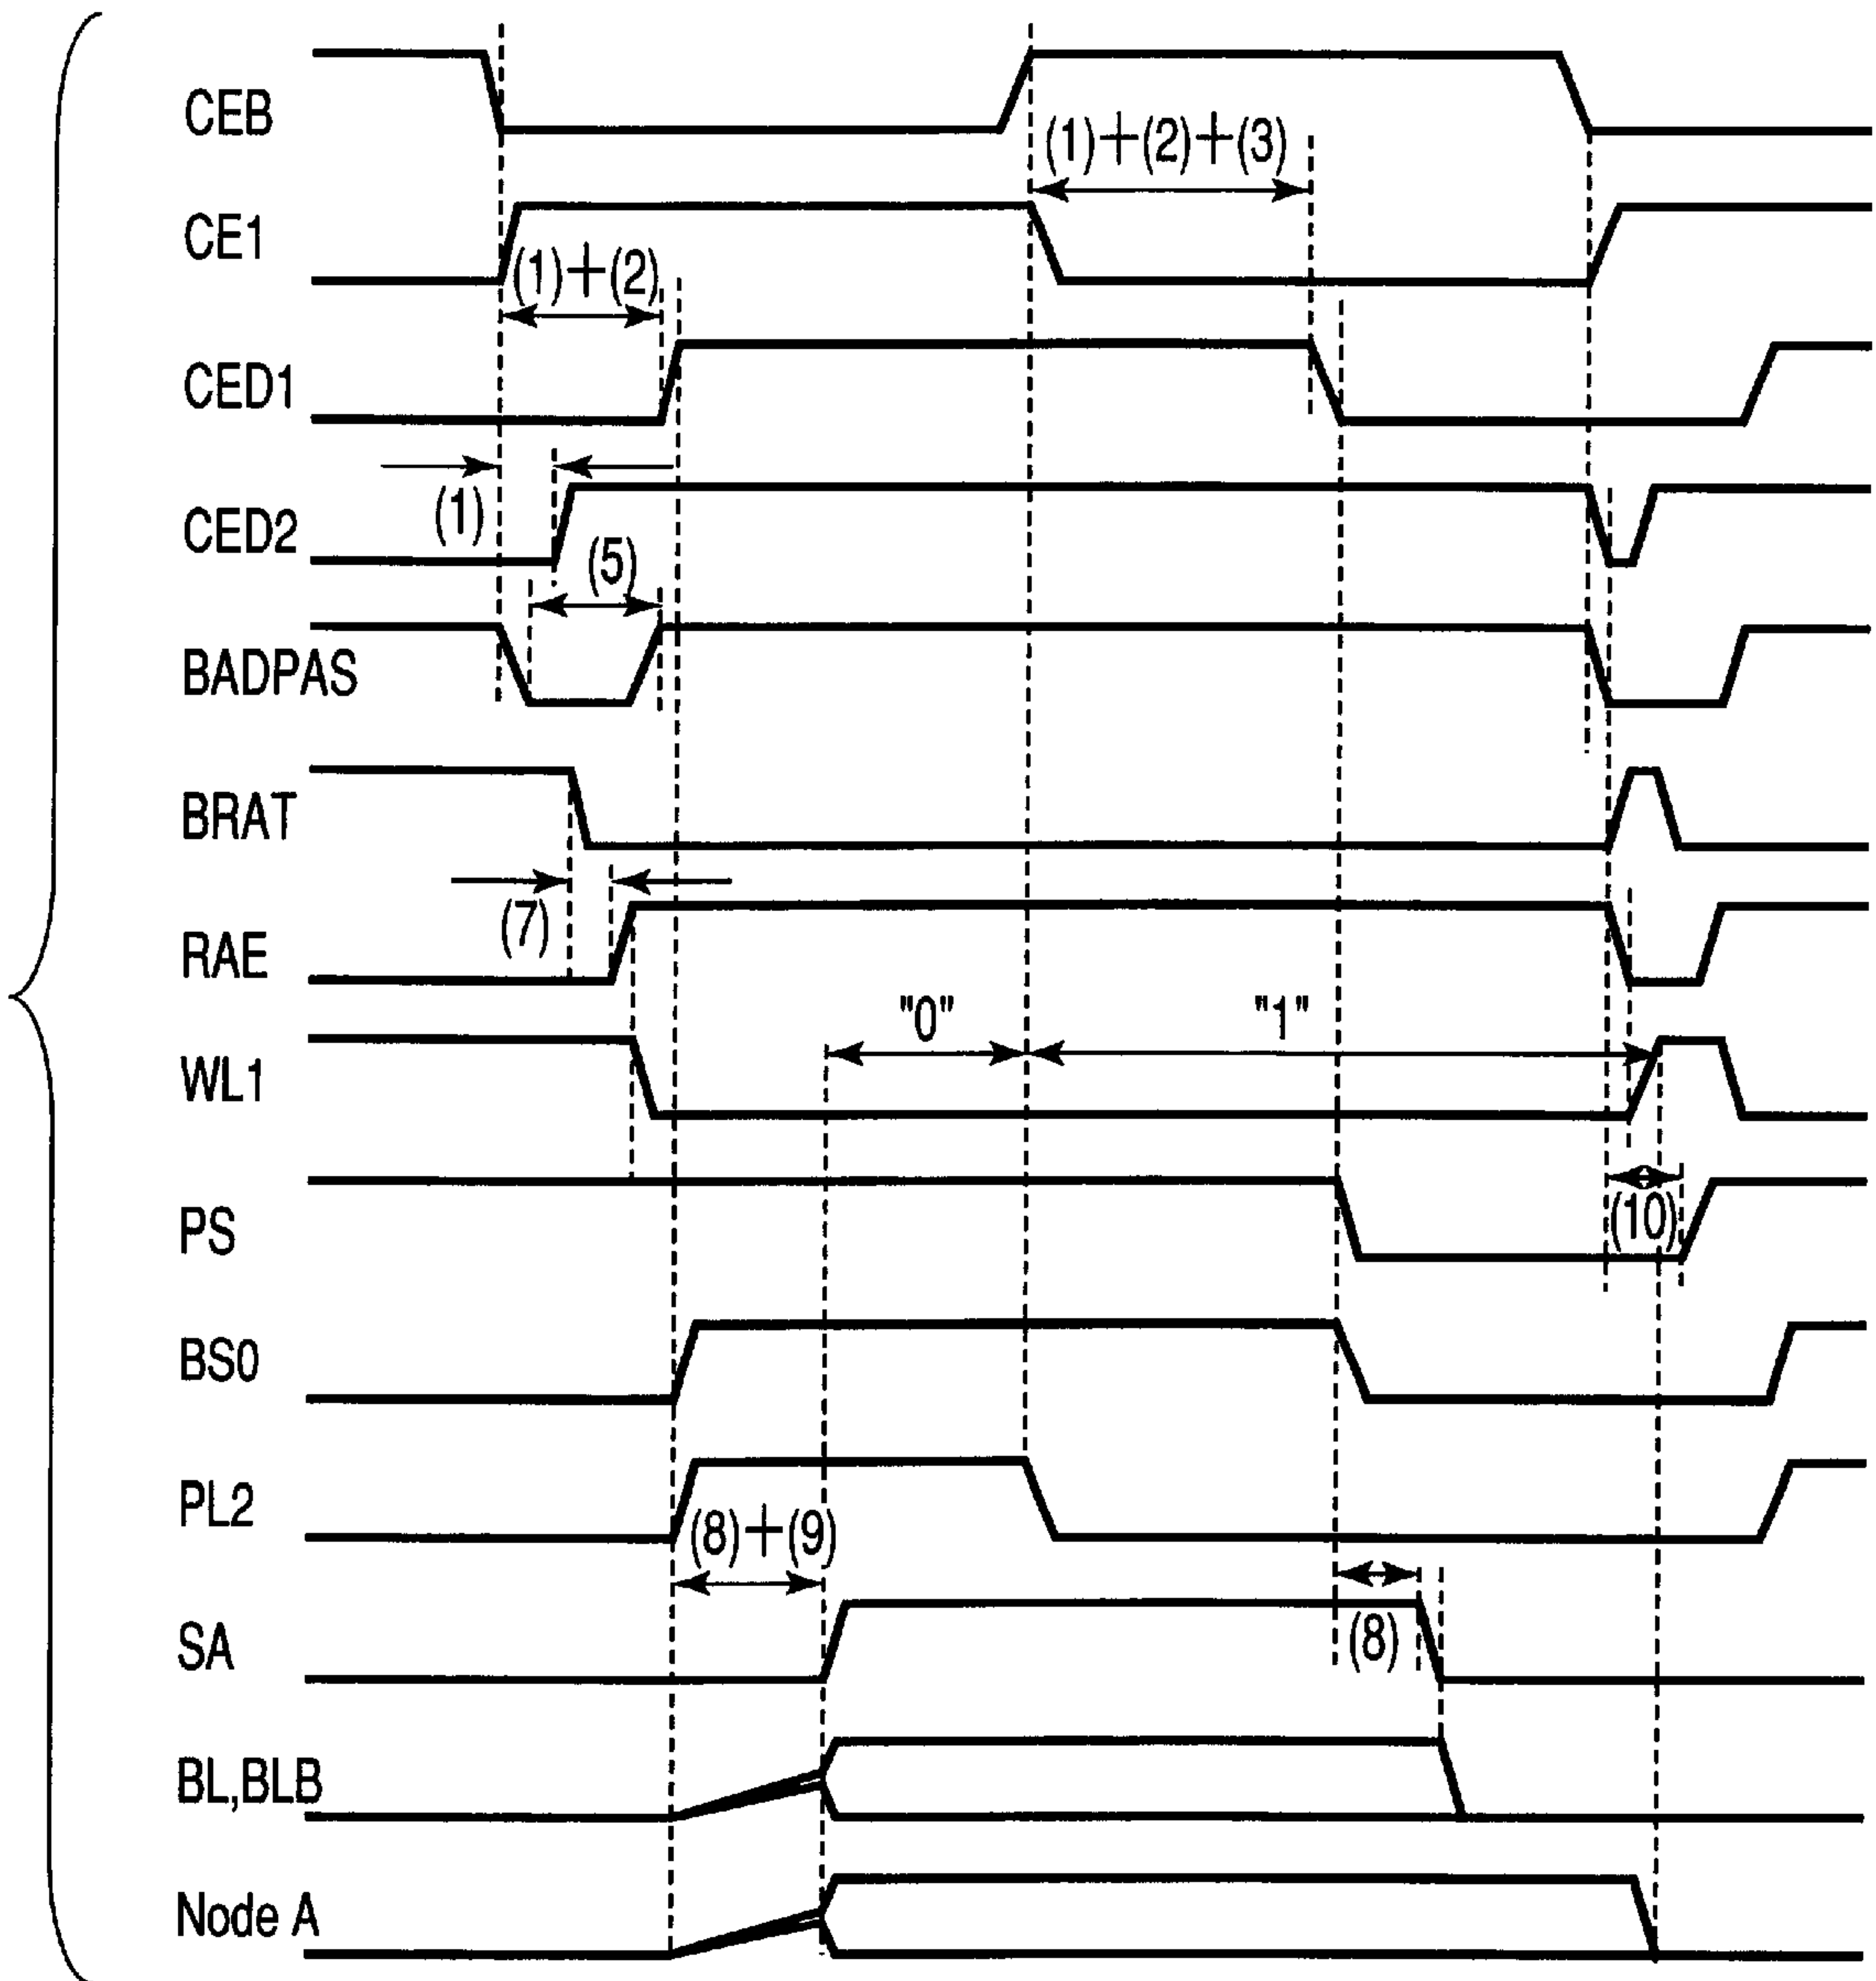 CEB
(1)+(2)+(3)
CE1
(1)+(2)
CED1
(1)
CED2
(5)
BADPAS
BRAT
(7)
RAE
"0"
"1"
WL1
(10)
PS
BS0
PL2
(8)+(9)
(8)
SA
BL,BLB
Node A